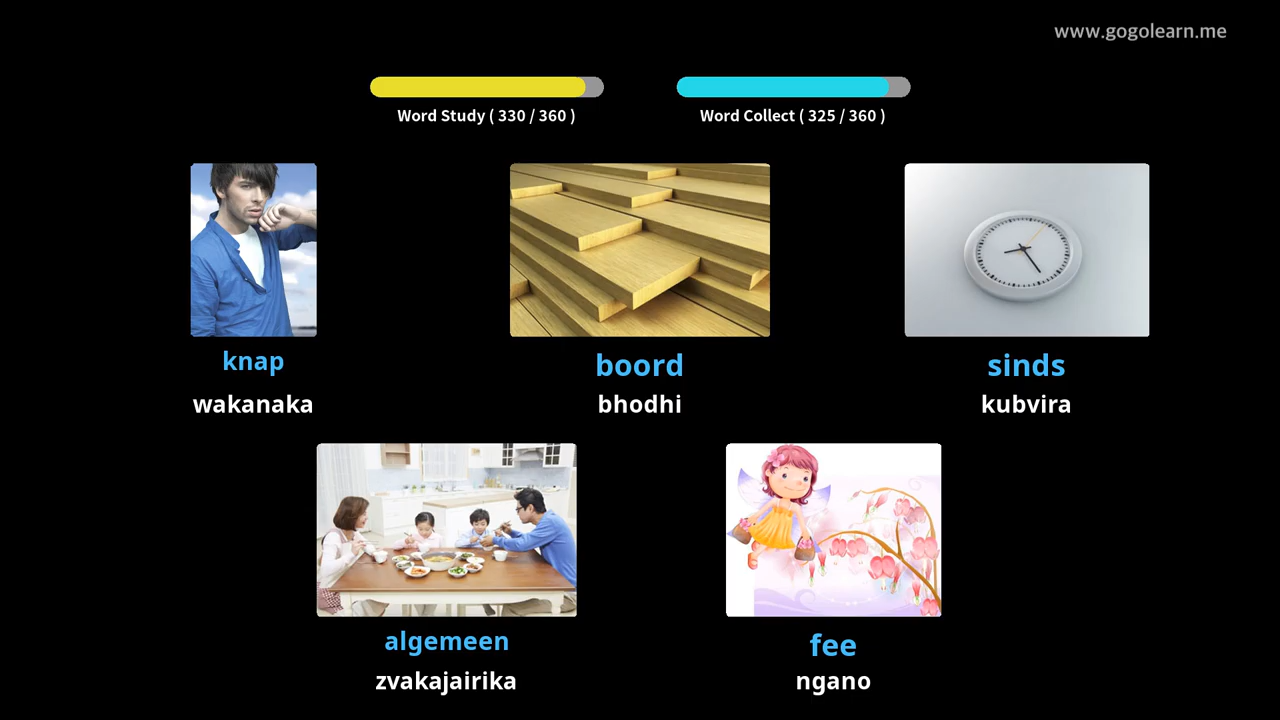 www.gogolearn.me
Word Study ( 330 / 360 )
Word Collect ( 325 / 360 )
knap
wakanaka
boord
bhodhi
sinds
kubvira
algemeen
zvakajairika
fee
ngano